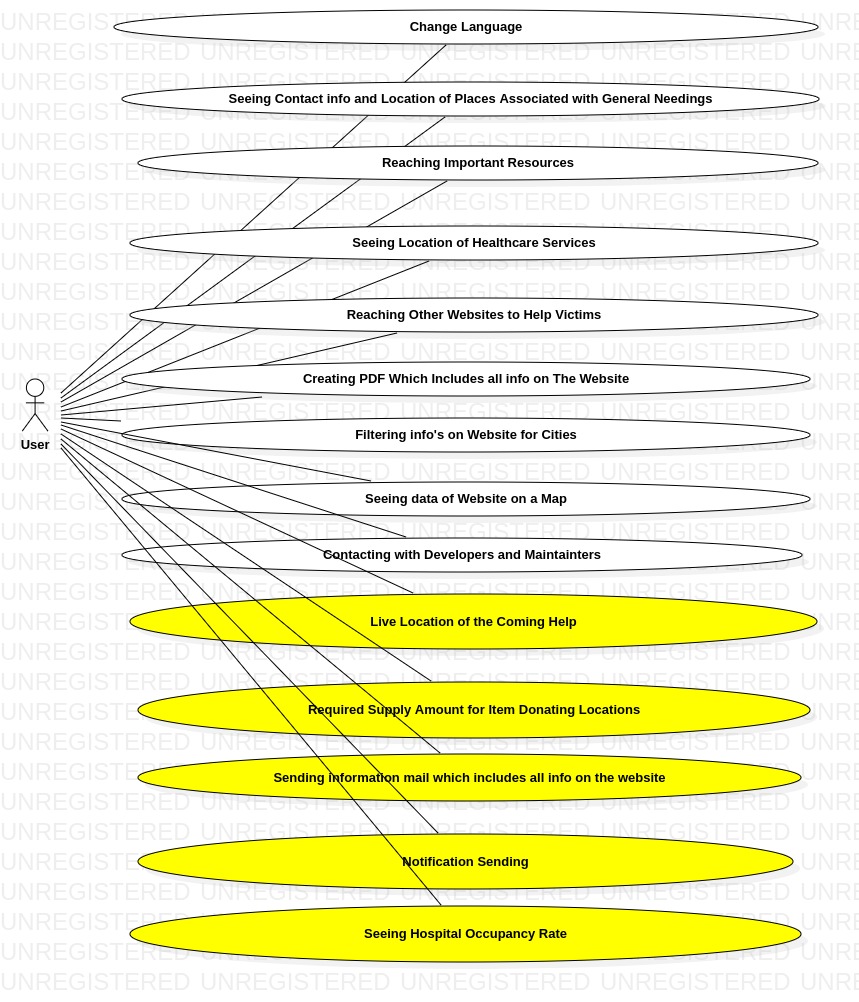 Change Language
Seeing Contact info and Location of Places Associated with General Needings
Reaching Important Resources
Seeing Location of Healthcare Services
Reaching Other Websites to Help Victims
Creating PDF Which Includes all info on The Website
User
Filtering info's on Website for Cities
Seeing data of Website on a Map
Contacting with Developers and Maintainters
Live Location of the Coming Help
Required Supply Amount for Item Donating Locations
Sending information mail which includes all info on the website
Notification Sending
Seeing Hospital Occupancy Rate
UNREGISTERED